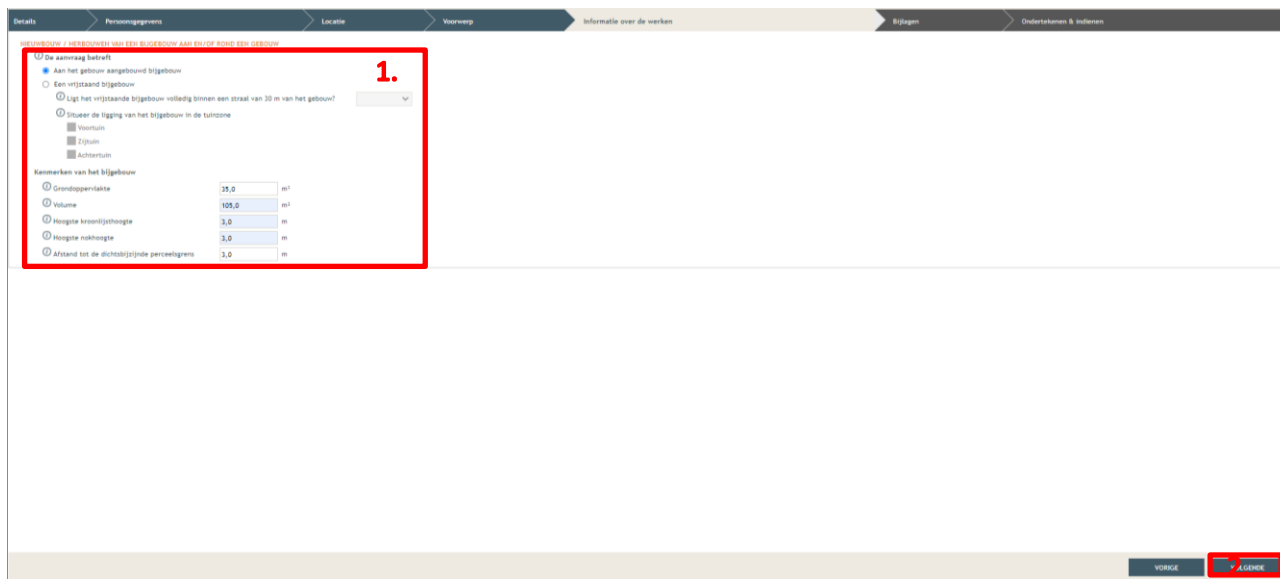 Details Persoonsgegevens Locatie Voorwerp Informatie over de werken Bijlagen Ondertekenen & indienen
NIEUWBOUW / HERBOUWEN VAN EEN BIJGEBOUW AAN EN/OF ROND EEN GEBOUW
De aanvraag betreft
1.
Aan het gebouw aangebouwd bijgebouw
Een vrijstaand bijgebouw
Ligt het vrijstaande bijgebouw volledig binnen een straal van 30 m van het gebouw?
Situeer de ligging van het bijgebouw in de tuinzone
Voortuin
Zijtuin
Achtertuin
Kenmerken van het bijgebouw
Grondoppervlakte 35,0 m²
Volume 105,0 m³
Hoogste kroonlijsthoogte 3,0 m
Hoogste nokhoogte 3,0 m
Afstand tot de dichtsbijzijnde perceelsgrens 3,0 m
VORIGE VOLGENDE